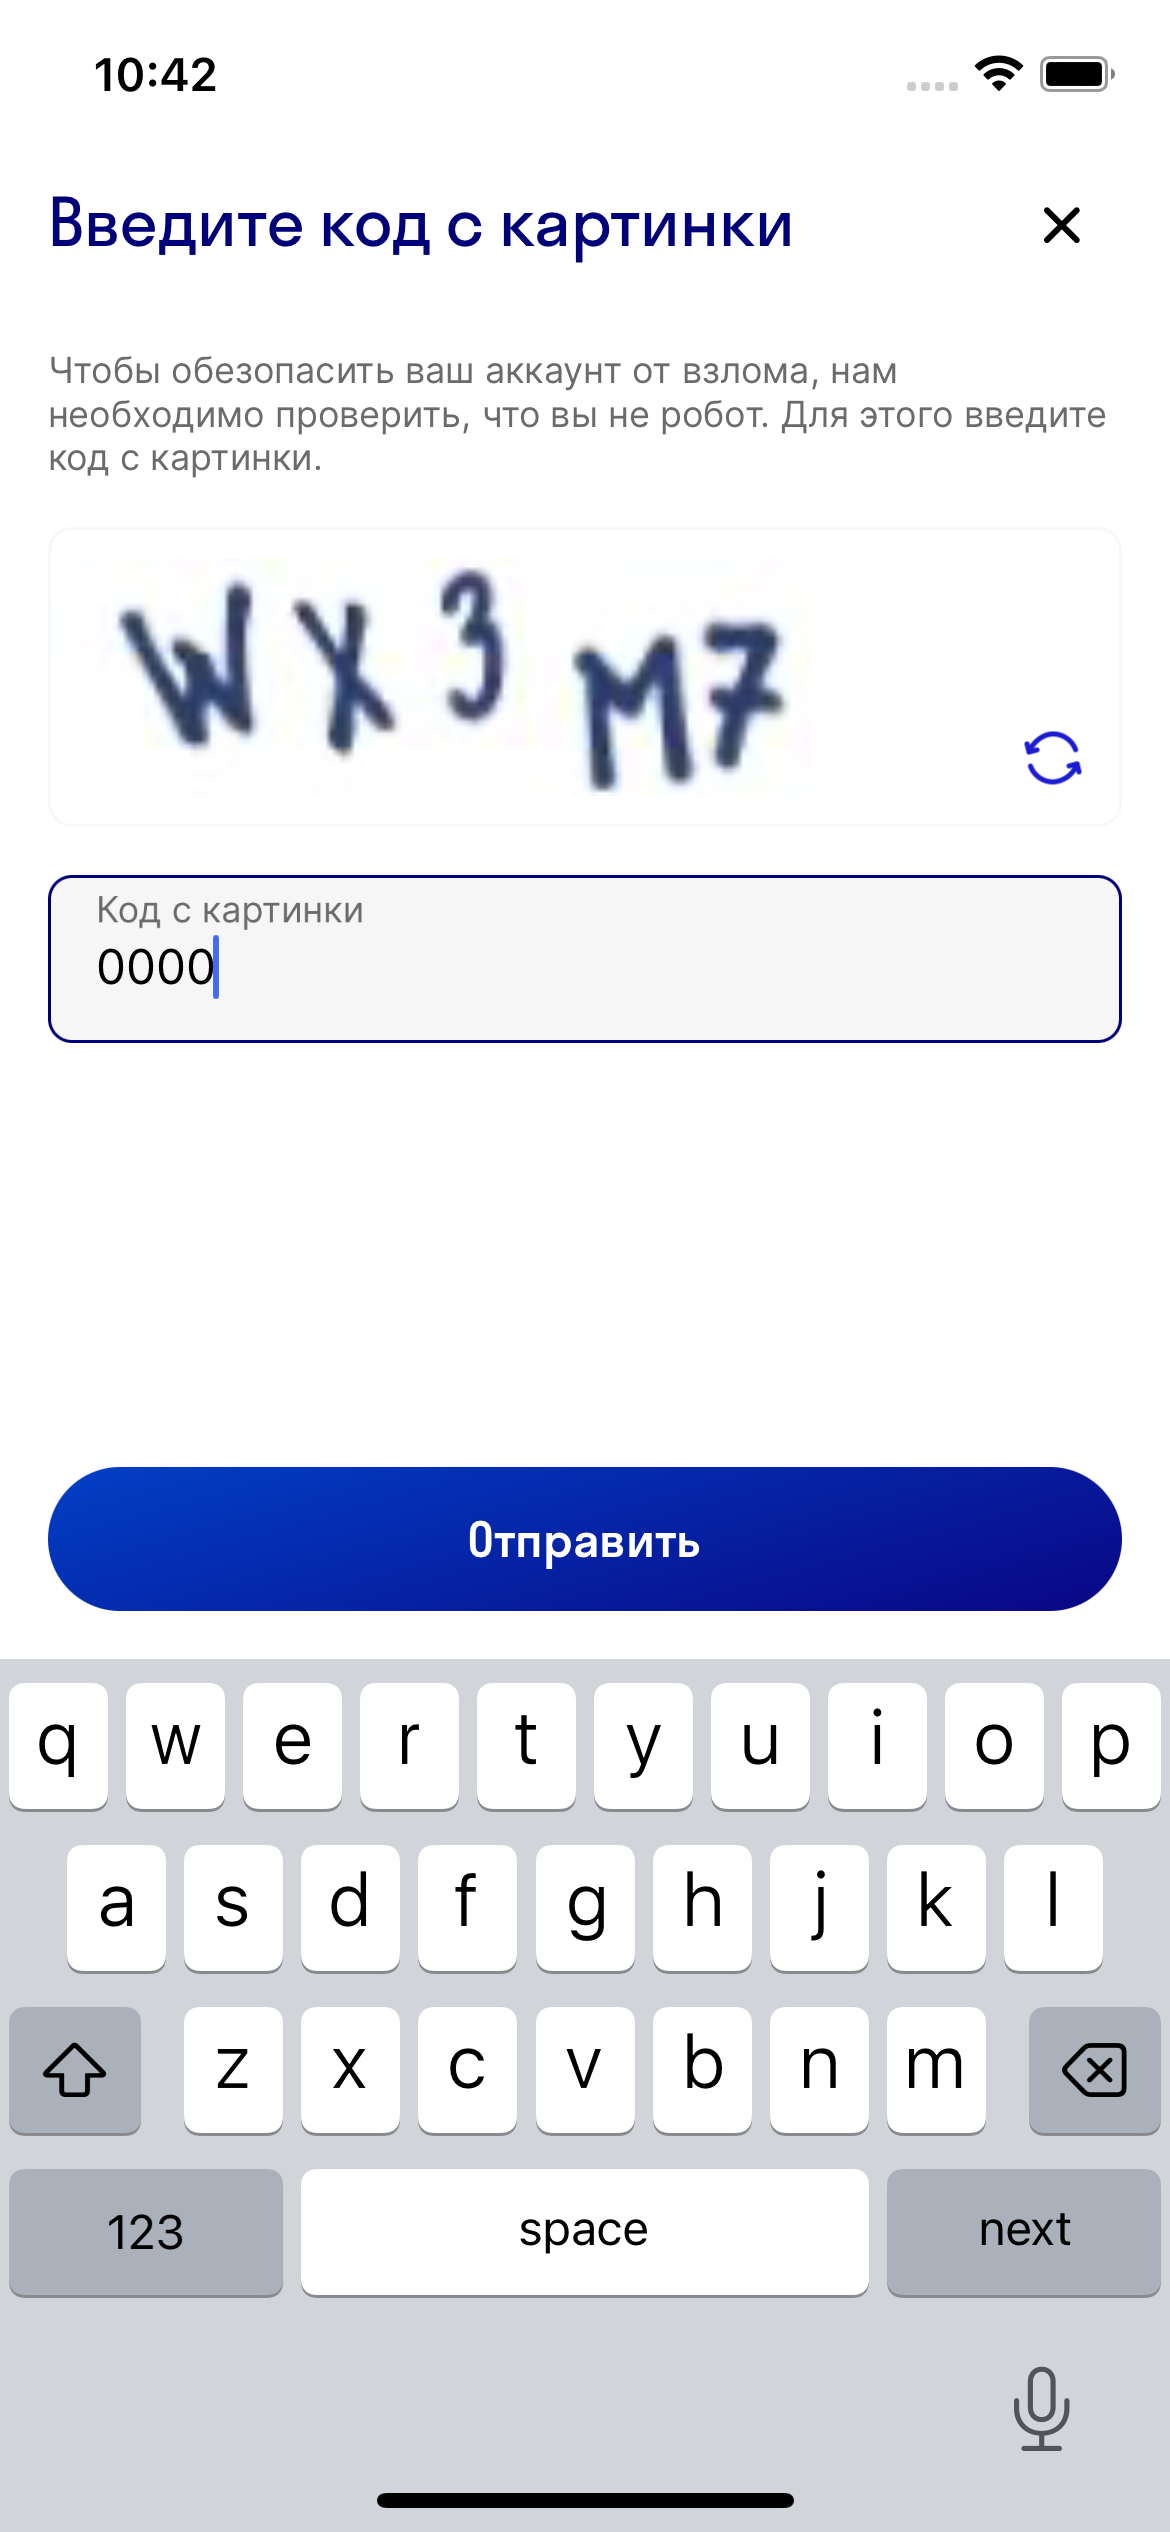 10:42
Введите код с картинки
Чтобы обезопасить ваш аккаунт от взлома, нам
необходимо проверить, что вы не робот. Для этого введите
код с картинки.
WX3M7
Код с картинки
0000
Отправить
q w e r t y u i o p
a s d f g h j k l
z x c v b n m
123 space next